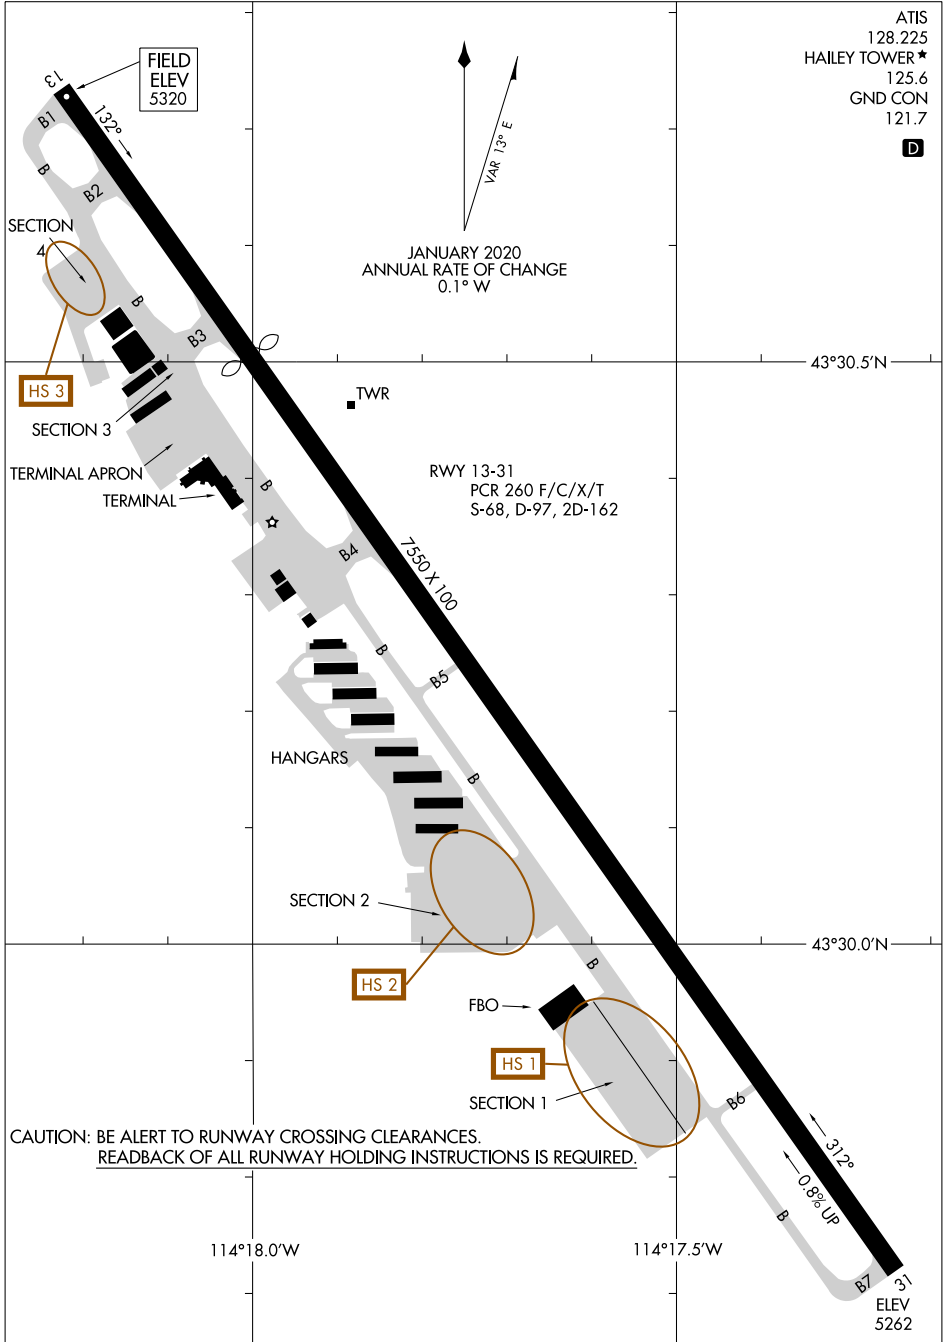 ATIS
128.225
HAILEY TOWER★
125.6
GND CON
121.7
D
FIELD
ELEV
5320
13
132°
B1
B
B2
VAR 13° E
JANUARY 2020
ANNUAL RATE OF CHANGE
0.1° W
SECTION
4
B
B3
43°30.5'N
HS 3
TWR
SECTION 3
TERMINAL APRON
TERMINAL
B
RWY 13-31
PCR 260 F/C/X/T
S-68, D-97, 2D-162
B4
7550 X 100
B
B5
HANGARS
B
SECTION 2
43°30.0'N
HS 2
B
FBO
HS 1
SECTION 1
B6
CAUTION: BE ALERT TO RUNWAY CROSSING CLEARANCES.
READBACK OF ALL RUNWAY HOLDING INSTRUCTIONS IS REQUIRED.
312°
0.8% UP
B
114°18.0'W
114°17.5'W
B7
31
ELEV
5262